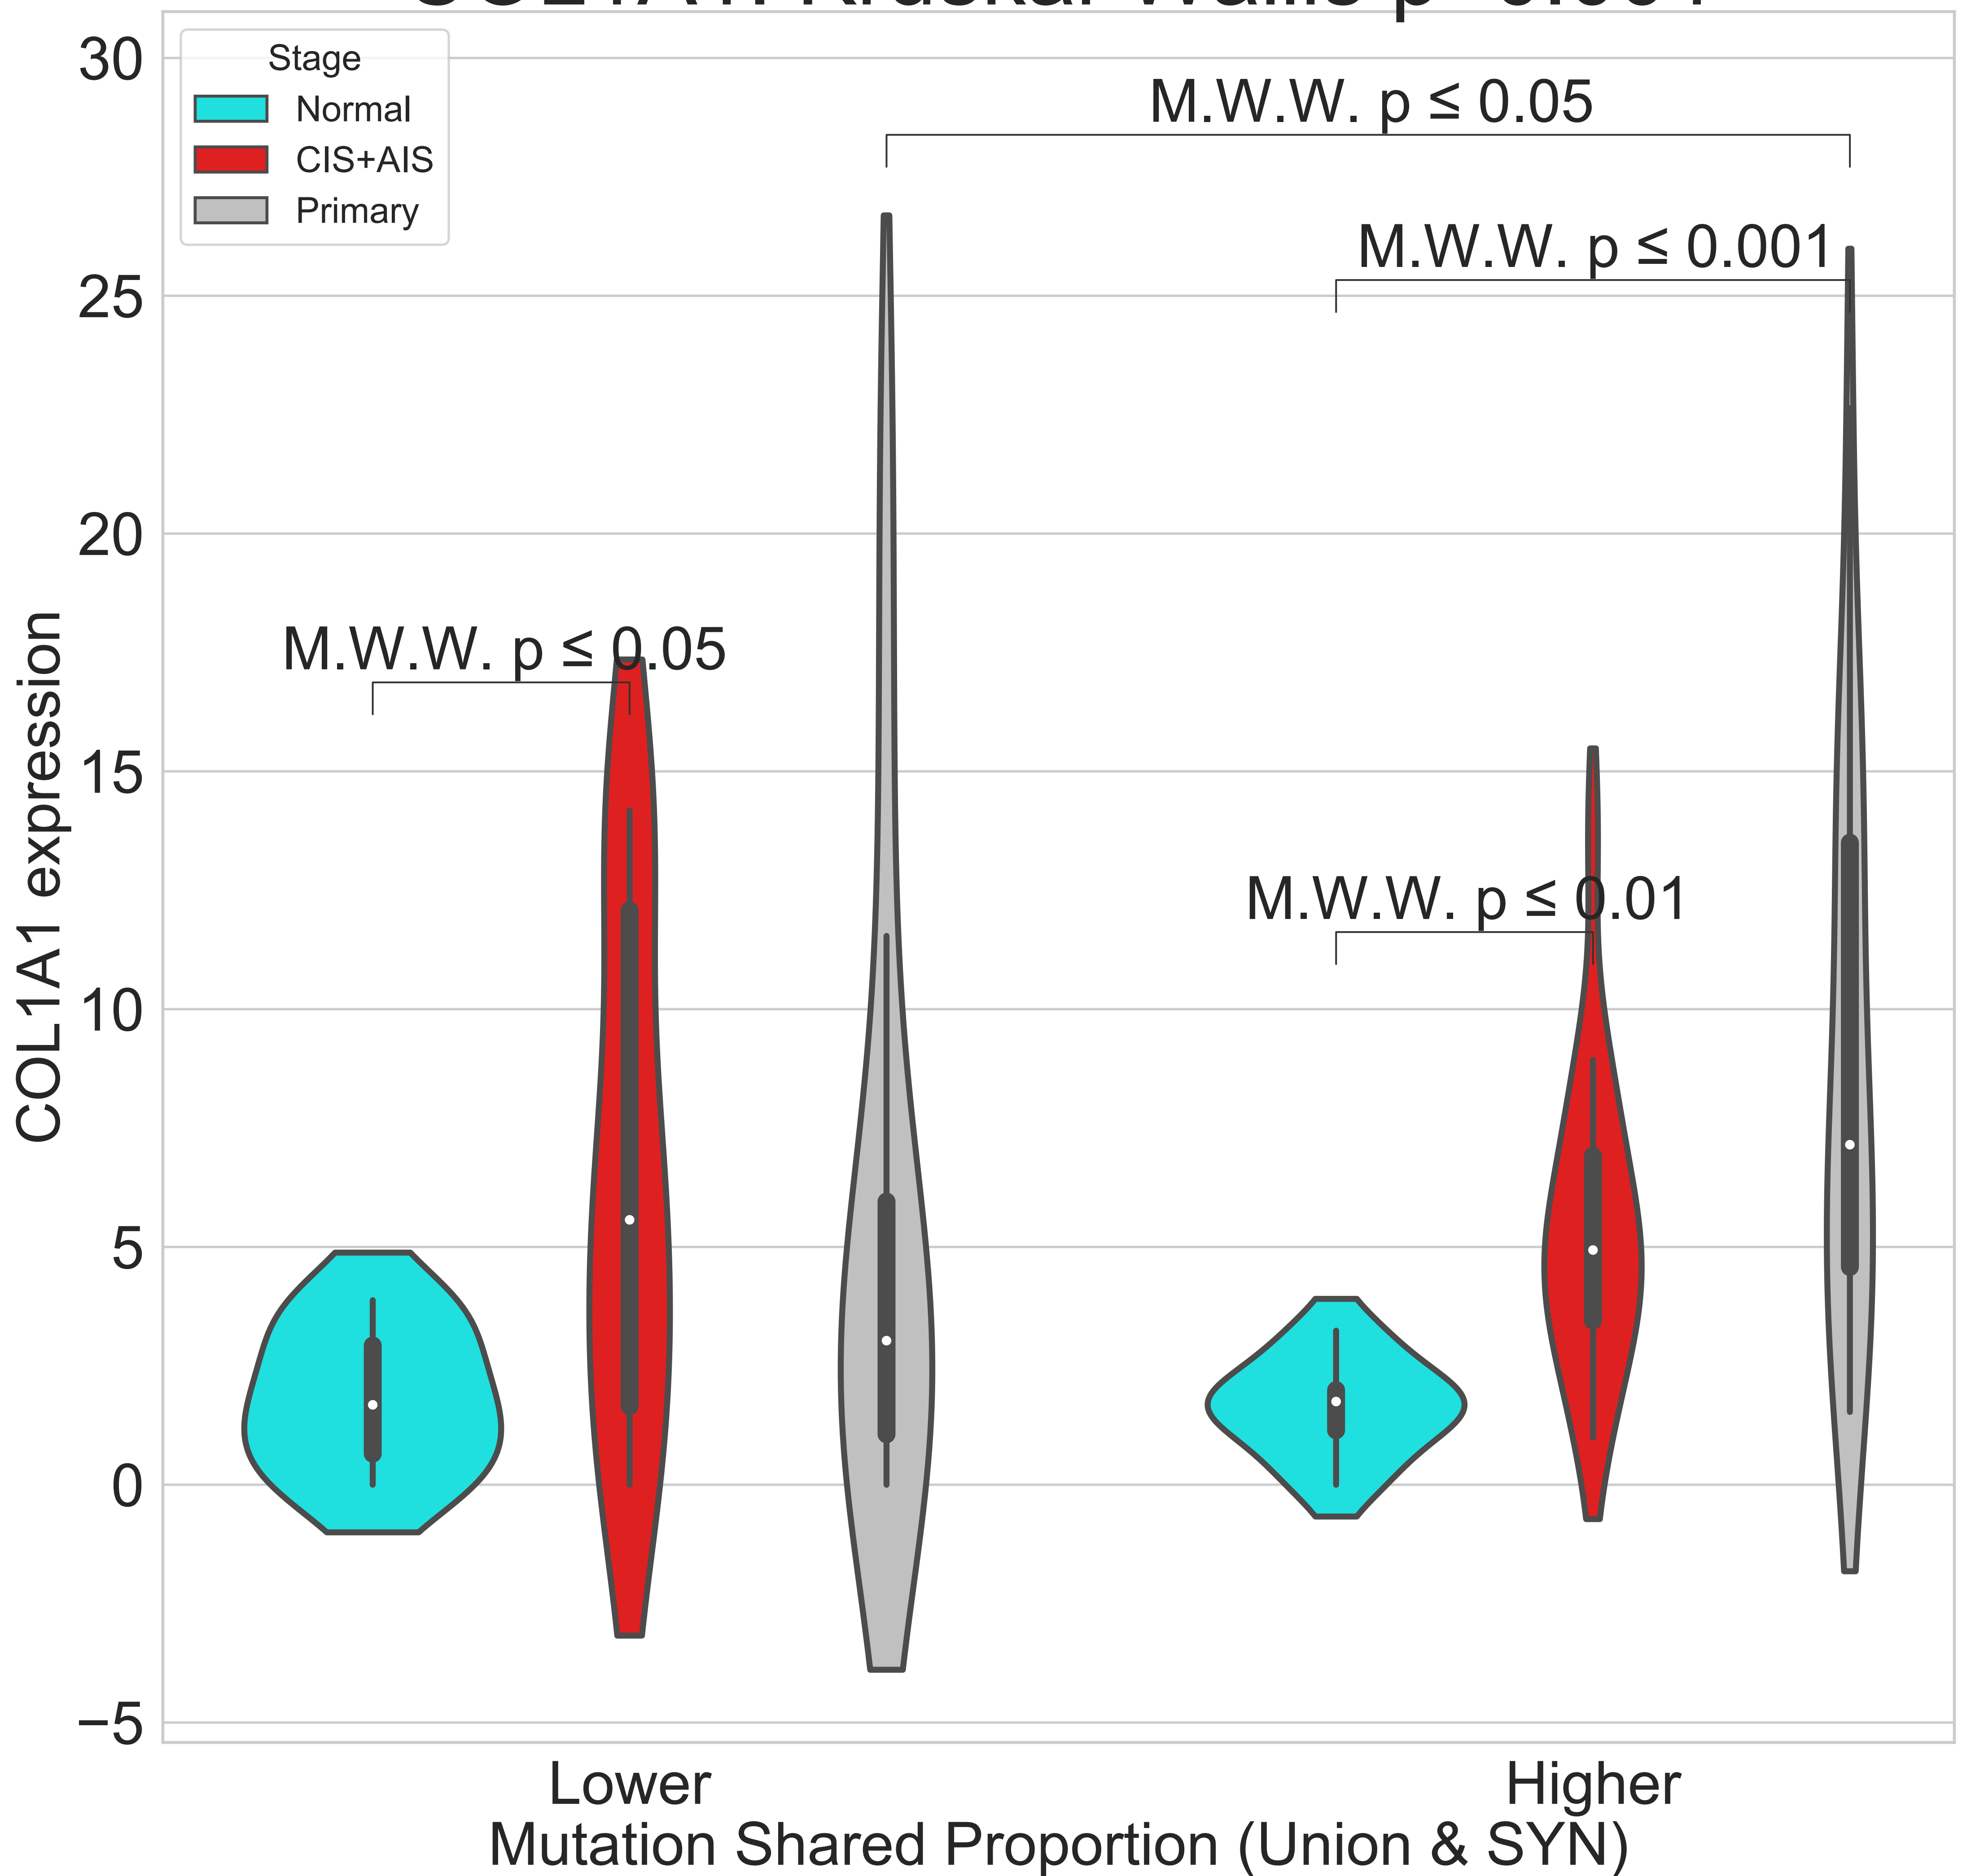 30
25
20
15
10
5
0
−5
COL1A1 expression
Stage
Normal
CIS+AIS
Primary
M.W.W. p ≤ 0.05
M.W.W. p ≤ 0.001
M.W.W. p ≤ 0.05
M.W.W. p ≤ 0.01
Lower
Higher
Mutation Shared Proportion (Union & SYN)